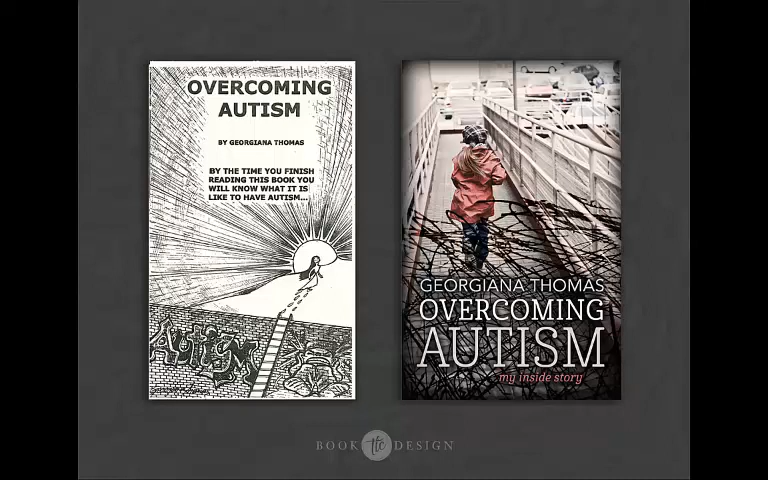 OVERCOMING
AUTISM
BY GEORGIANA THOMAS
BY THE TIME YOU FINISH
READING THIS BOOK YOU
WILL KNOW WHAT IT IS
LIKE TO HAVE AUTISM...
AUTISM
GEORGIANA THOMAS
OVERCOMING
AUTISM
my inside story
BOOK tic DESIGN